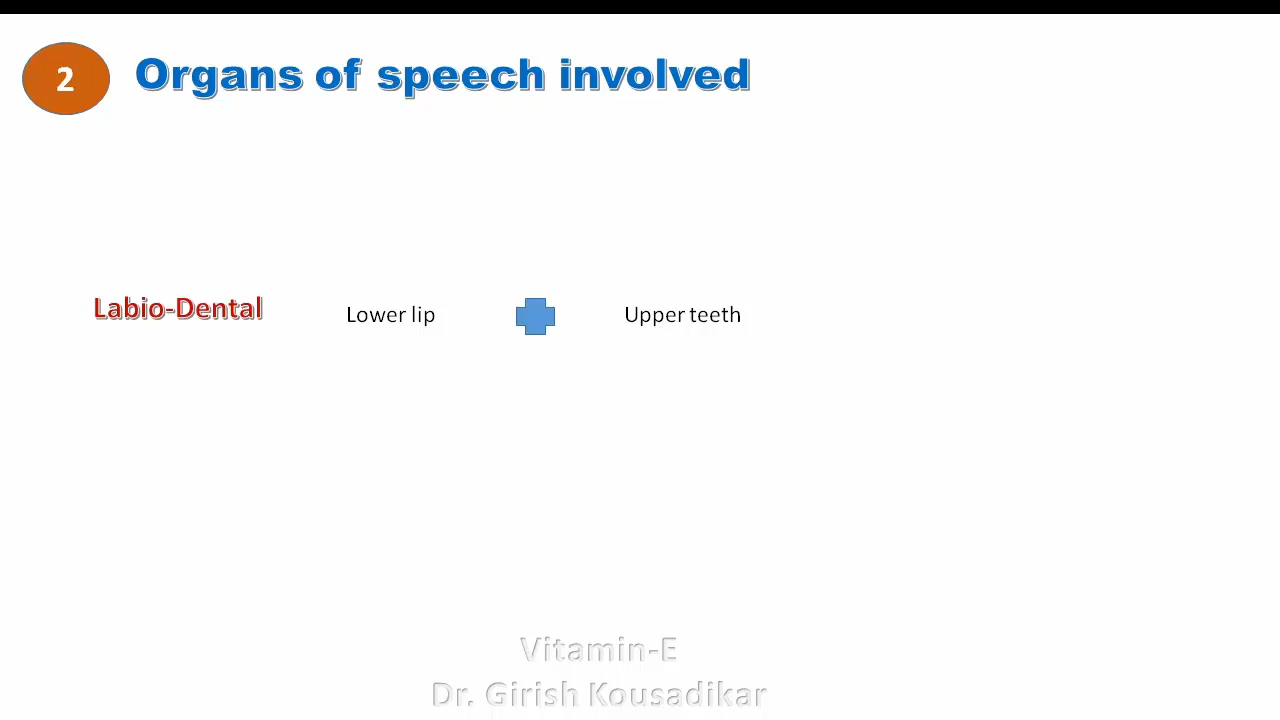 2 Organs of speech involved
Labio-Dental Lower lip Upper teeth
Vitamin-E
Dr. Girish Kousadikar